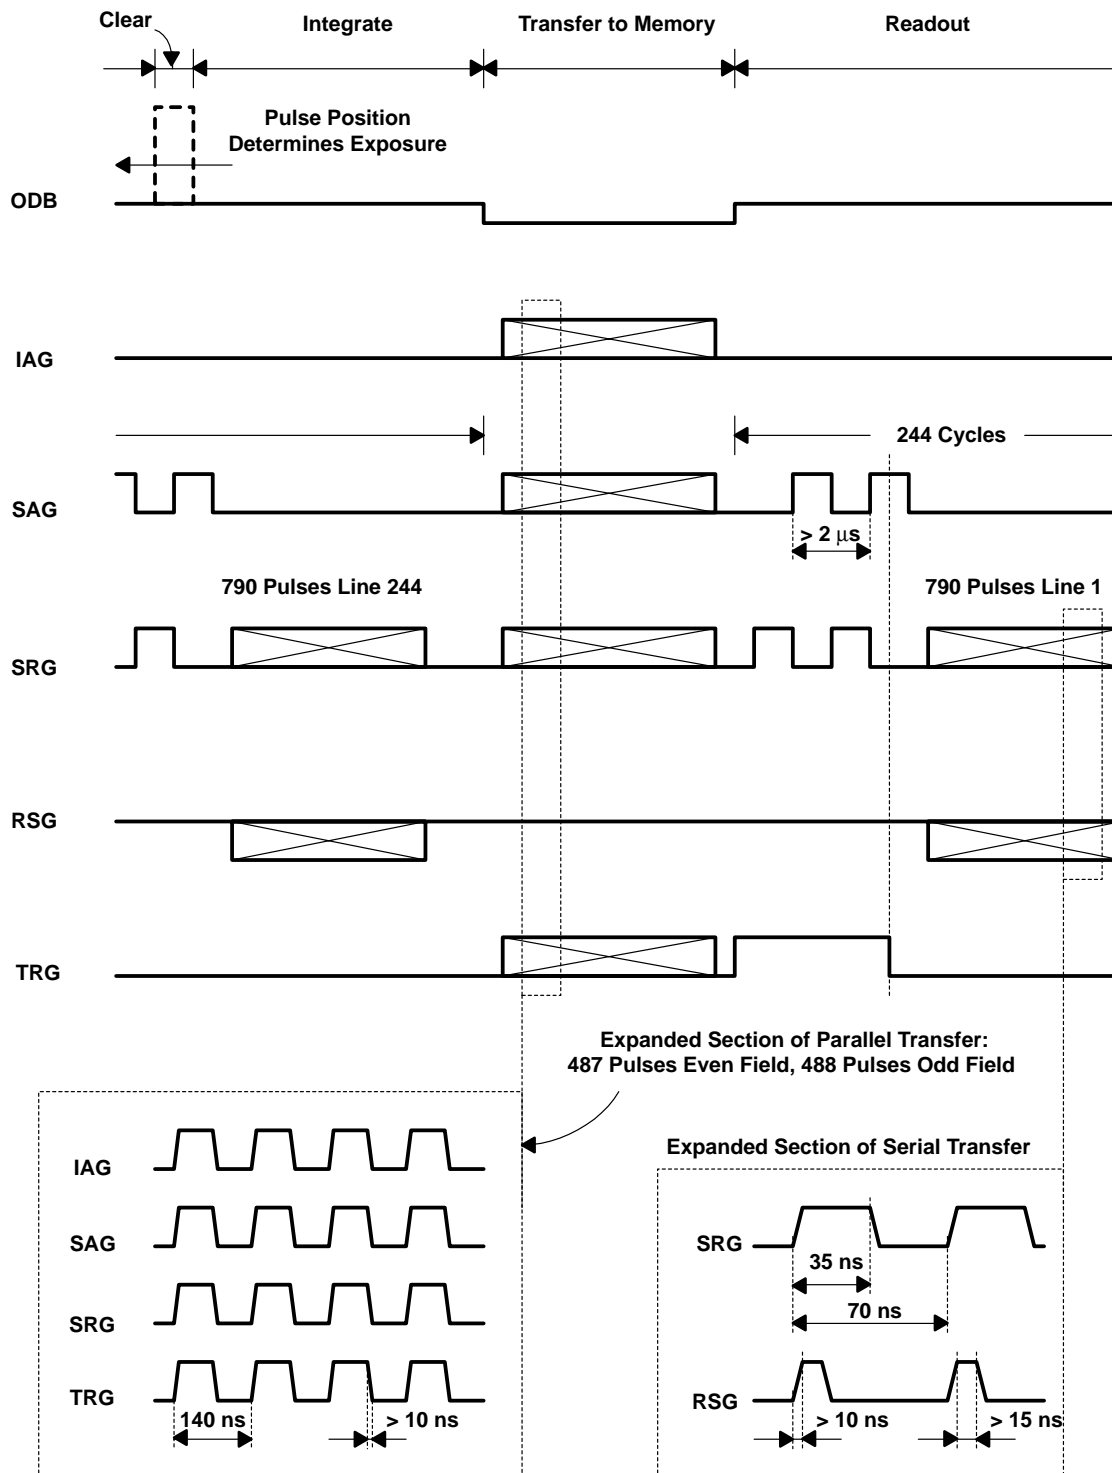 Clear
Integrate
Transfer to Memory
Readout
Pulse Position
Determines Exposure
ODB
IAG
244 Cycles
SAG
> 2 μs
790 Pulses Line 244
790 Pulses Line 1
SRG
RSG
TRG
Expanded Section of Parallel Transfer:
487 Pulses Even Field, 488 Pulses Odd Field
IAG
SAG
SRG
TRG
140 ns
> 10 ns
Expanded Section of Serial Transfer
SRG
35 ns
70 ns
RSG
> 10 ns
> 15 ns